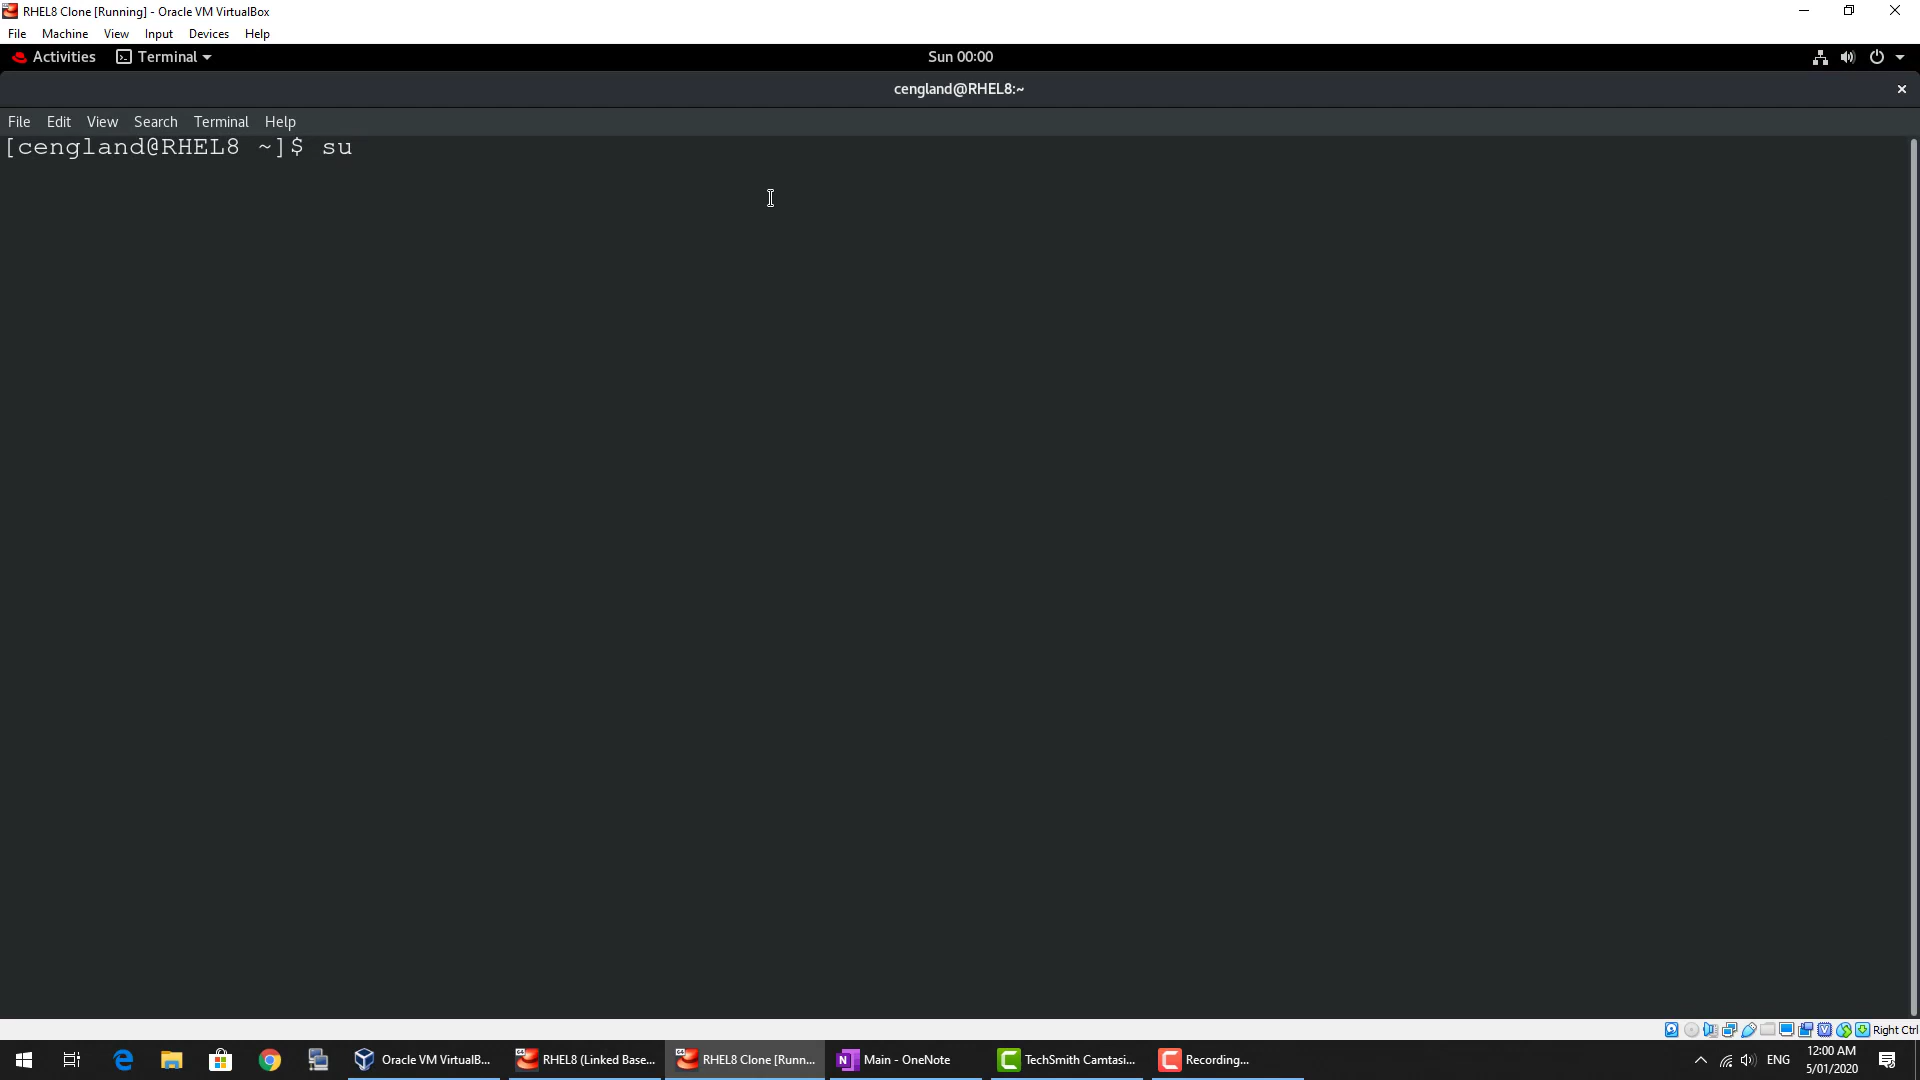 RHEL8 Clone [Running] - Oracle VM VirtualBox
File Machine View Input Devices Help
Activities Terminal Sun 00:00
cengland@RHEL8:~
File Edit View Search Terminal Help
[cengland@RHEL8 ~]$ su
Right Ctrl
Oracle VM VirtualB... RHEL8 (Linked Base... RHEL8 Clone [Runn... Main - OneNote TechSmith Camtasi... Recording... ENG 12:00 AM
5/01/2020